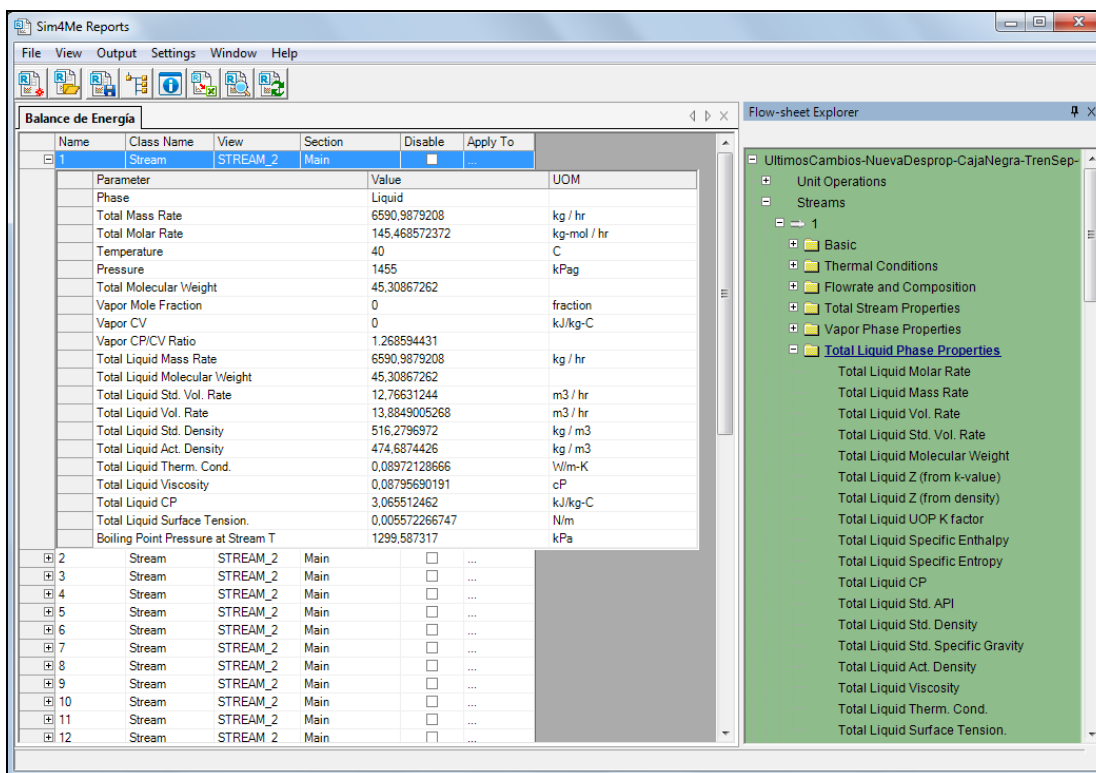 Sim4Me Reports
File View Output Settings Window Help
Balance de Energía
Name Class Name View Section Disable Apply To
1 Stream STREAM_2 Main ...
Parameter Value UOM
Phase Liquid
Total Mass Rate 6590,9879208 kg / hr
Total Molar Rate 145,468572372 kg-mol / hr
Temperature 40 C
Pressure 1455 kPag
Total Molecular Weight 45,30867262
Vapor Mole Fraction 0 fraction
Vapor CV 0 kJ/kg-C
Vapor CP/CV Ratio 1.268594431
Total Liquid Mass Rate 6590,9879208 kg / hr
Total Liquid Molecular Weight 45,30867262
Total Liquid Std. Vol. Rate 12,76631244 m3 / hr
Total Liquid Vol. Rate 13,8849005268 m3 / hr
Total Liquid Std. Density 516,2796972 kg / m3
Total Liquid Act. Density 474,6874426 kg / m3
Total Liquid Therm. Cond. 0,08972128666 W/m-K
Total Liquid Viscosity 0,08795690191 cP
Total Liquid CP 3,065512462 kJ/kg-C
Total Liquid Surface Tension. 0,005572266747 N/m
Boiling Point Pressure at Stream T 1299,587317 kPa
2 Stream STREAM_2 Main ...
3 Stream STREAM_2 Main ...
4 Stream STREAM_2 Main ...
5 Stream STREAM_2 Main ...
6 Stream STREAM_2 Main ...
7 Stream STREAM_2 Main ...
8 Stream STREAM_2 Main ...
9 Stream STREAM_2 Main ...
10 Stream STREAM_2 Main ...
11 Stream STREAM_2 Main ...
12 Stream STREAM_2 Main ...
Flow-sheet Explorer
UltimosCambios-NuevaDesprop-CajaNegra-TrenSep-
Unit Operations
Streams
1
Basic
Thermal Conditions
Flowrate and Composition
Total Stream Properties
Vapor Phase Properties
Total Liquid Phase Properties
Total Liquid Molar Rate
Total Liquid Mass Rate
Total Liquid Vol. Rate
Total Liquid Std. Vol. Rate
Total Liquid Molecular Weight
Total Liquid Z (from k-value)
Total Liquid Z (from density)
Total Liquid UOP K factor
Total Liquid Specific Enthalpy
Total Liquid Specific Entropy
Total Liquid CP
Total Liquid Std. API
Total Liquid Std. Density
Total Liquid Std. Specific Gravity
Total Liquid Act. Density
Total Liquid Viscosity
Total Liquid Therm. Cond.
Total Liquid Surface Tension.